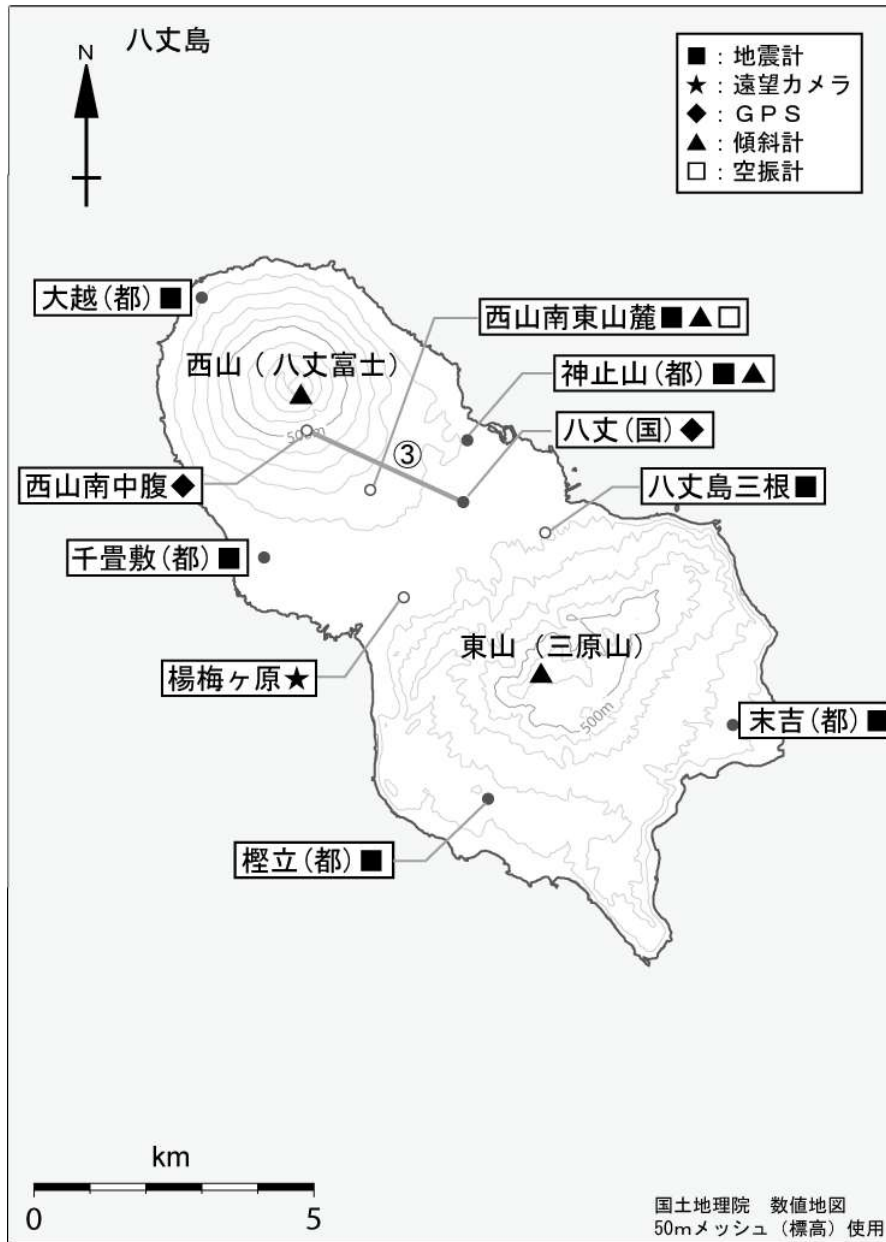 八丈島
N
■：地震計
★：遠望カメラ
◆：ＧＰＳ
▲：傾斜計
□：空振計
大越(都)■
西山南東山麓■▲□
西山（八丈富士）
神止山(都)■▲
八丈(国)◆
500m
③
西山南中腹◆
八丈島三根■
千畳敷(都)■
東山（三原山）
楊梅ヶ原★
500m
末吉(都)■
樫立(都)■
km
0 5
国土地理院　数値地図
50mメッシュ（標高）使用